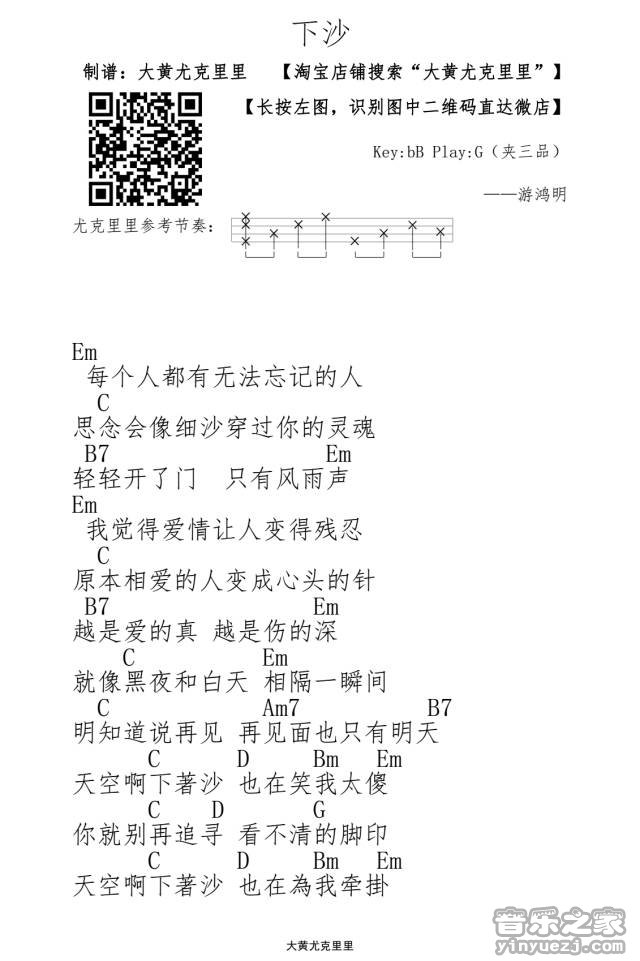 下沙
制谱：大黄尤克里里 【淘宝店铺搜索“大黄尤克里里”】
【长按左图，识别图中二维码直达微店】
Key:bB Play:G（夹三品）
——游鸿明
尤克里里参考节奏：
Em
每个人都有无法忘记的人
C
思念会像细沙穿过你的灵魂
B7 Em
轻轻开了门 只有风雨声
Em
我觉得爱情让人变得残忍
C
原本相爱的人变成心头的针
B7 Em
越是爱的真 越是伤的深
C Em
就像黑夜和白天 相隔一瞬间
C Am7 B7
明知道说再见 再见面也只有明天
C D Bm Em
天空啊下著沙 也在笑我太傻
C D G
你就别再追寻 看不清的脚印
C D Bm Em
天空啊下著沙 也在為我牵掛
大黄尤克里里
音乐之家
yinyuezj.com